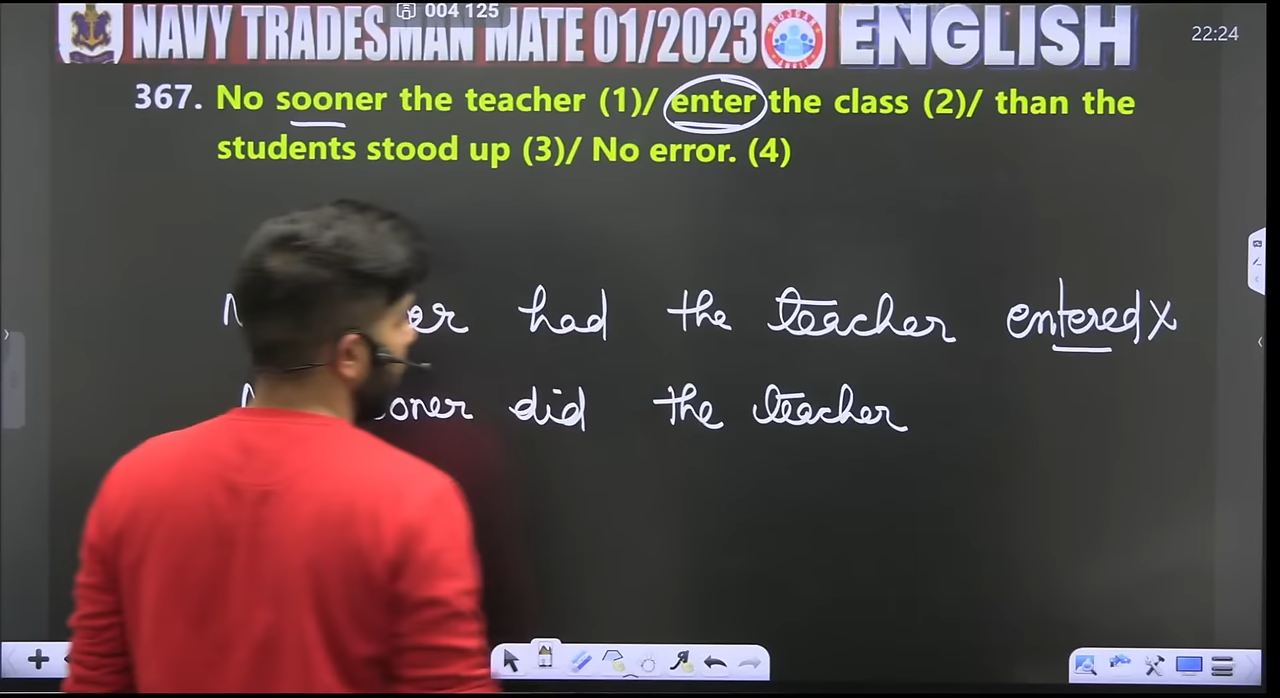 004 125
NAVY TRADESMAN MATE 01/2023 ENGLISH
22:24
367. No sooner the teacher (1)/ enter the class (2)/ than the
students stood up (3)/ No error. (4)
had the teacher entered x
did the teacher